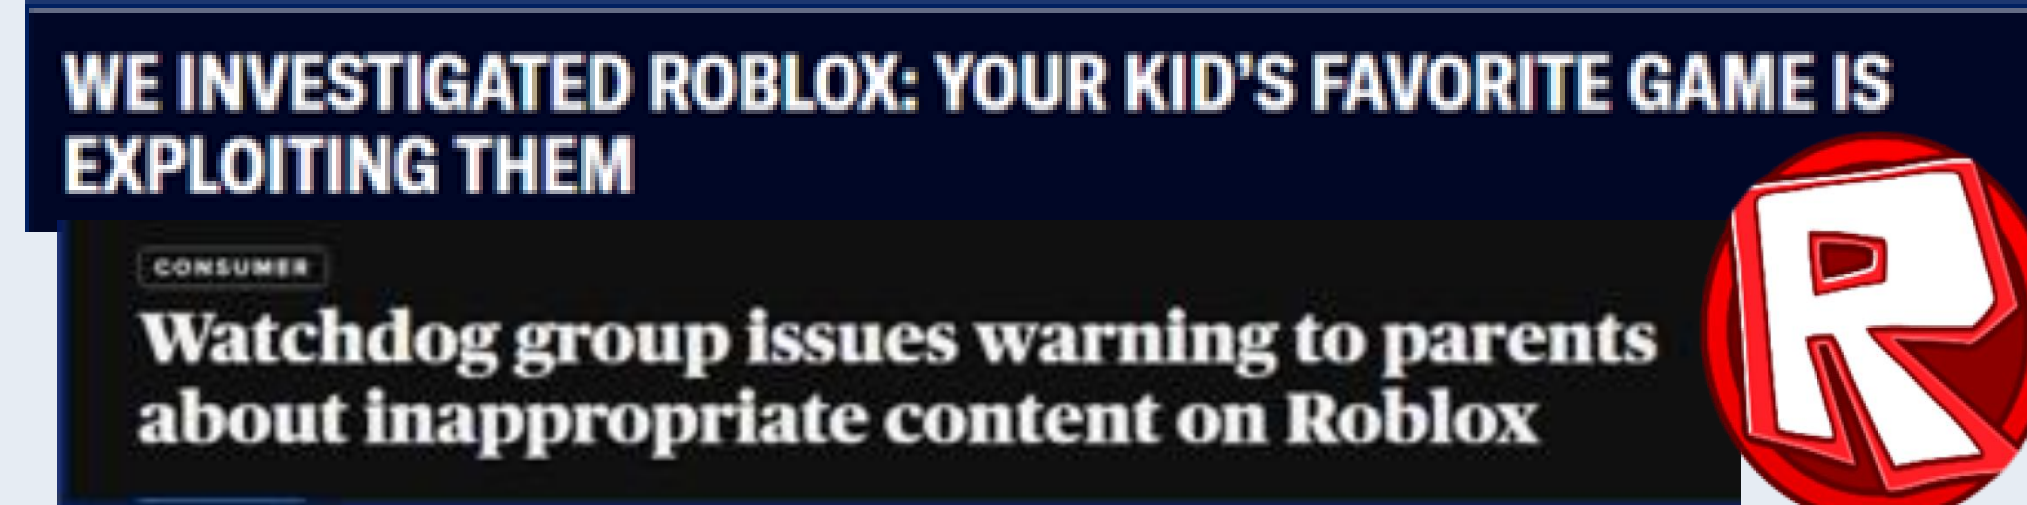 WE INVESTIGATED ROBLOX: YOUR KID'S FAVORITE GAME IS
EXPLOITING THEM
CONSUMER
Watchdog group issues warning to parents
about inappropriate content on Roblox
R